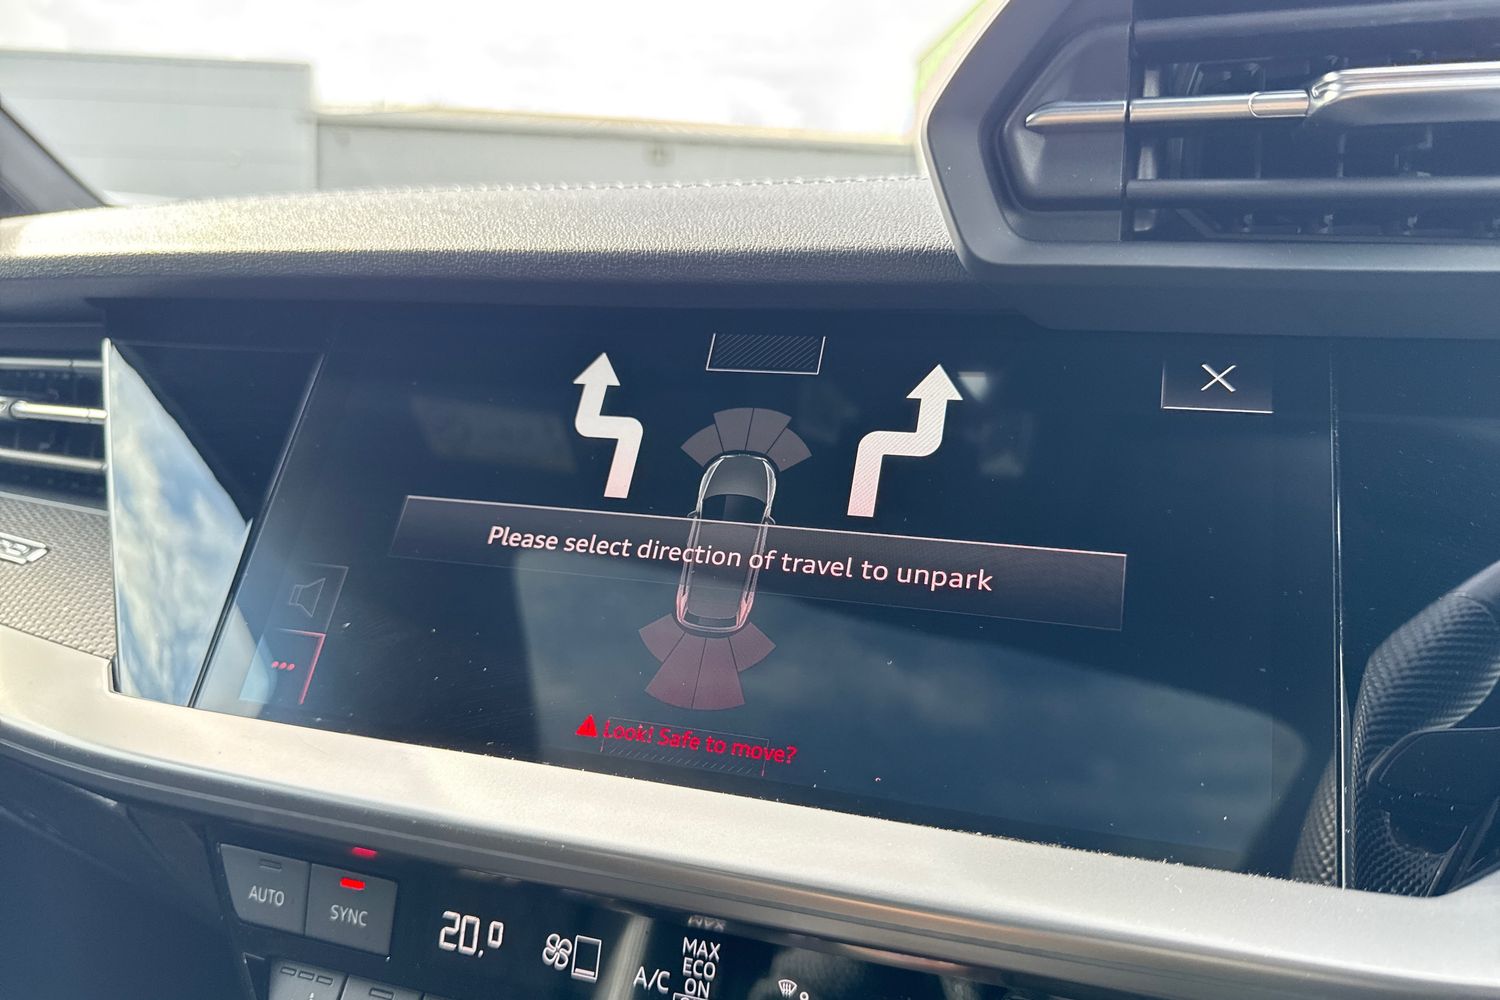 Please select direction of travel to unpark
Look! Safe to move?
AUTO
SYNC
20.0
A/C
MAX
ECO
ON